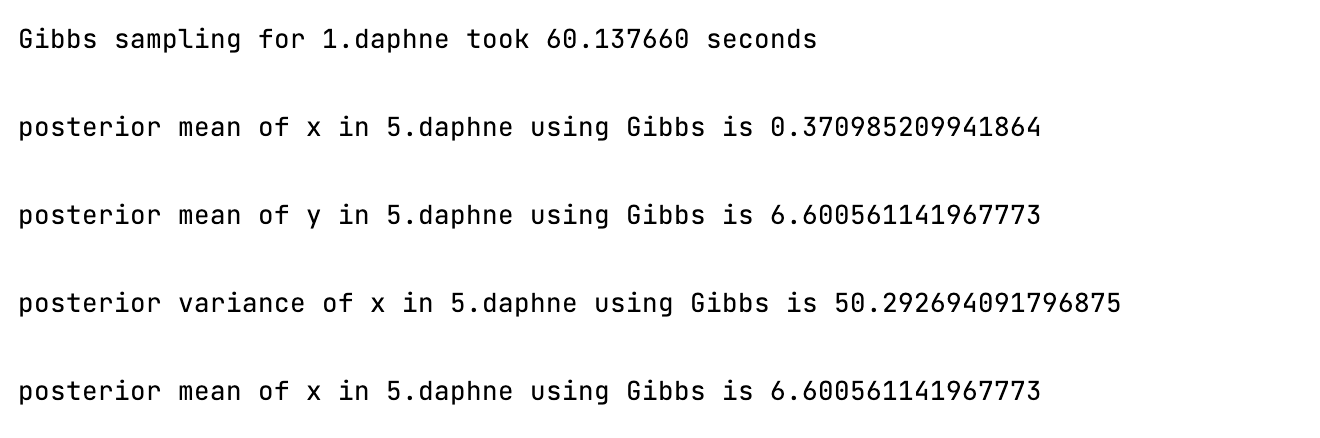 Gibbs sampling for 1.daphne took 60.137660 seconds
posterior mean of x in 5.daphne using Gibbs is 0.370985209941864
posterior mean of y in 5.daphne using Gibbs is 6.600561141967773
posterior variance of x in 5.daphne using Gibbs is 50.292694091796875
posterior mean of x in 5.daphne using Gibbs is 6.600561141967773